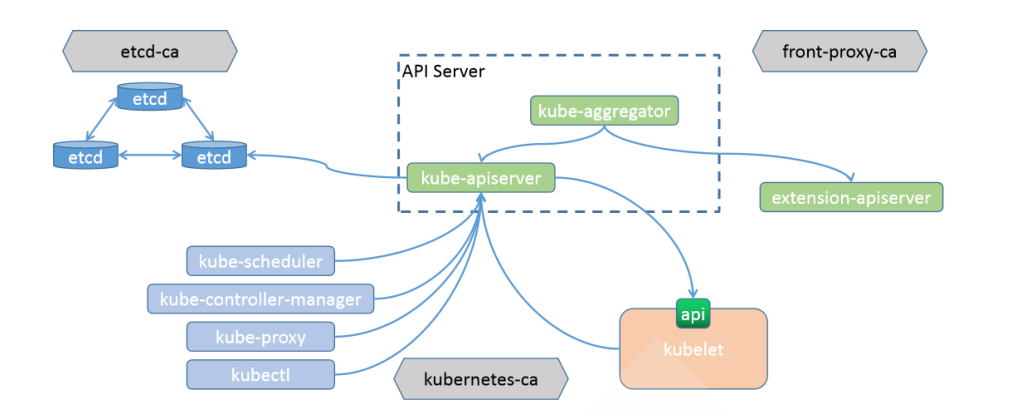 etcd-ca
front-proxy-ca
API Server
etcd
kube-aggregator
etcd
etcd
kube-apiserver
extension-apiserver
kube-scheduler
kube-controller-manager
api
kube-proxy
kubelet
kubectl
kubernetes-ca